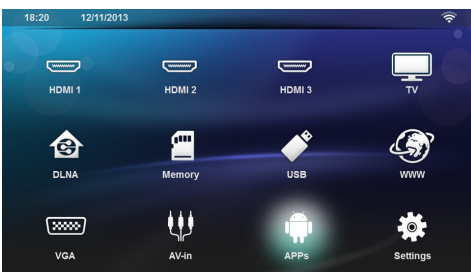 18:20 12/11/2013
HDMI 1 HDMI 2 HDMI 3 TV
DLNA Memory USB WWW
VGA AV-in APPs Settings